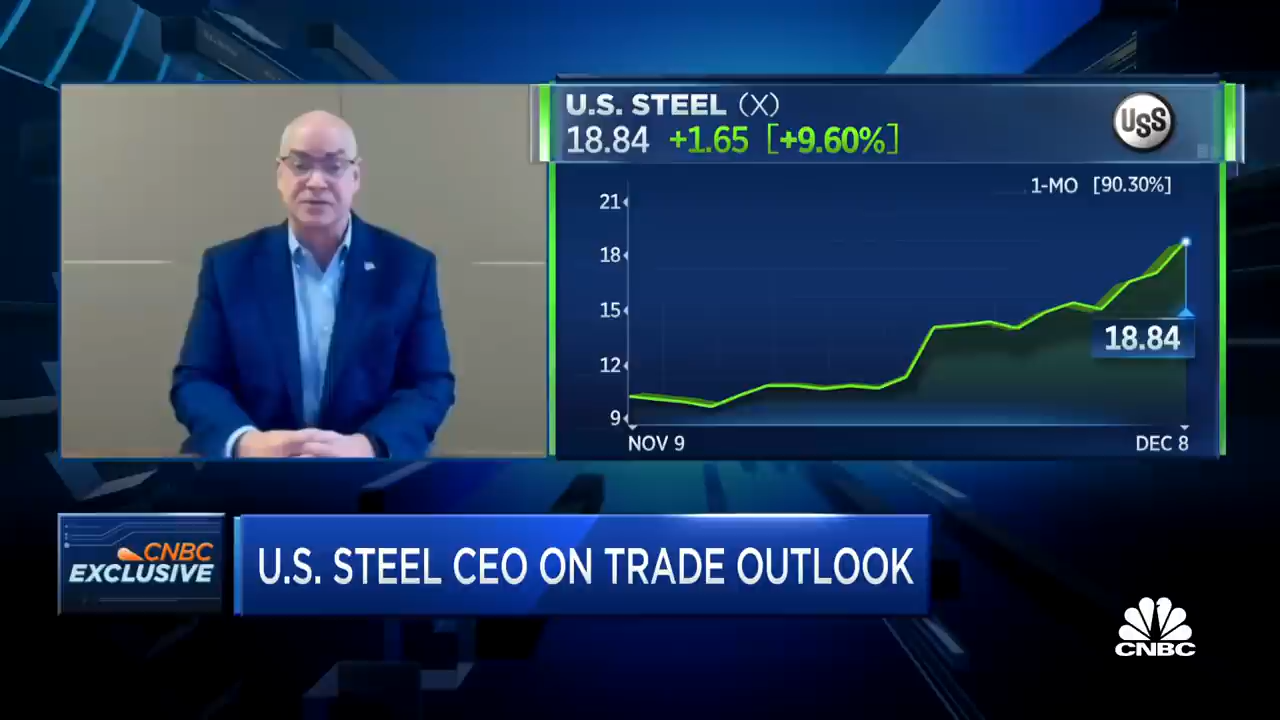 U.S. STEEL (X)
18.84 +1.65 [+9.60%]
USS
1-MO [90.30%]
21
18
15
12
9
18.84
NOV 9 DEC 8
CNBC
EXCLUSIVE
U.S. STEEL CEO ON TRADE OUTLOOK
CNBC